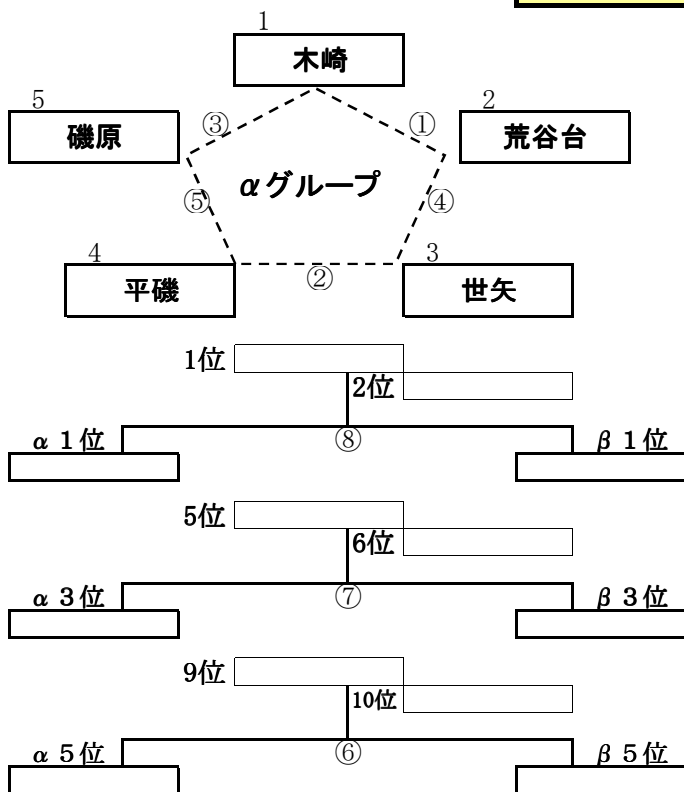 1
木崎
5
磯原
2
荒谷台
③
①
αグループ
⑤
④
4
平磯
②
3
世矢
1位
2位
α 1位
⑧
β 1位
5位
6位
α 3位
⑦
β 3位
9位
10位
α 5位
⑥
β 5位